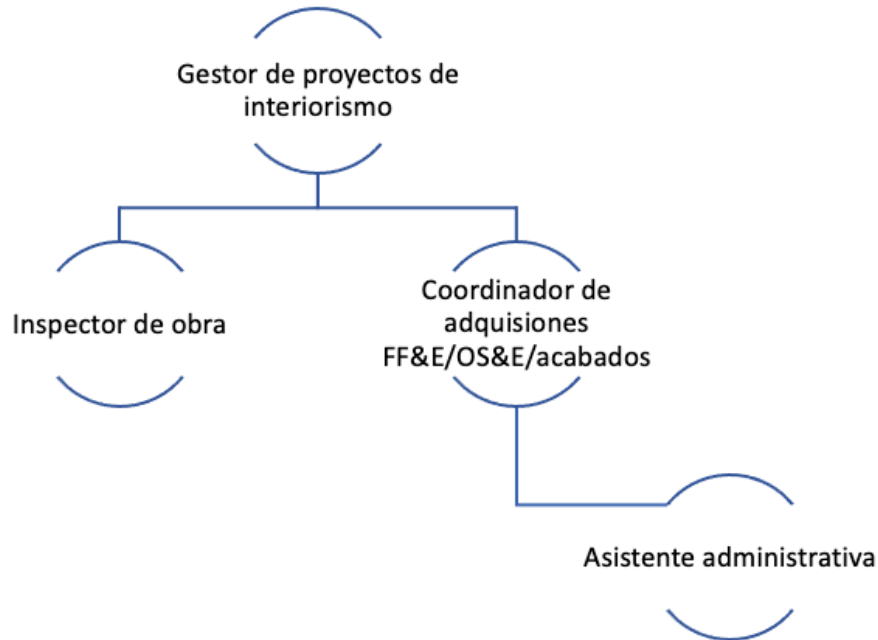 Gestor de proyectos de
interiorismo
Inspector de obra
Coordinador de
adquisiones
FF&E/OS&E/acabados
Asistente administrativa